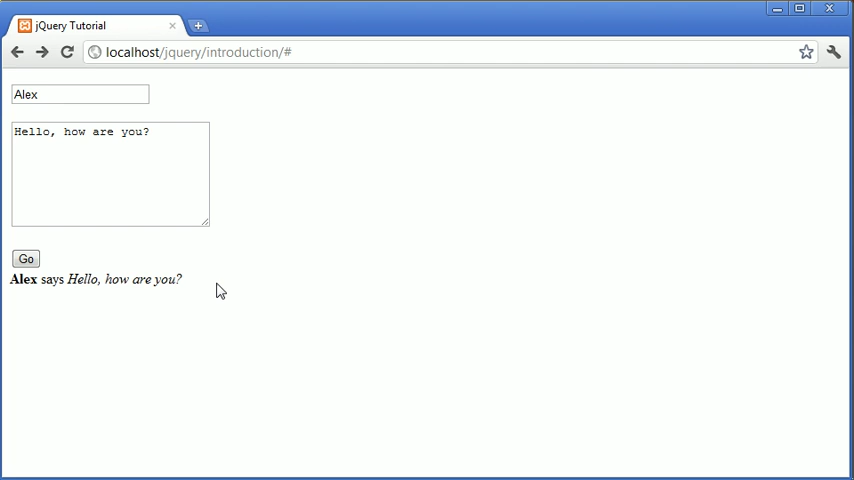 jQuery Tutorial
localhost/jquery/introduction/#
Alex
Hello, how are you?
Go
Alex says Hello, how are you?